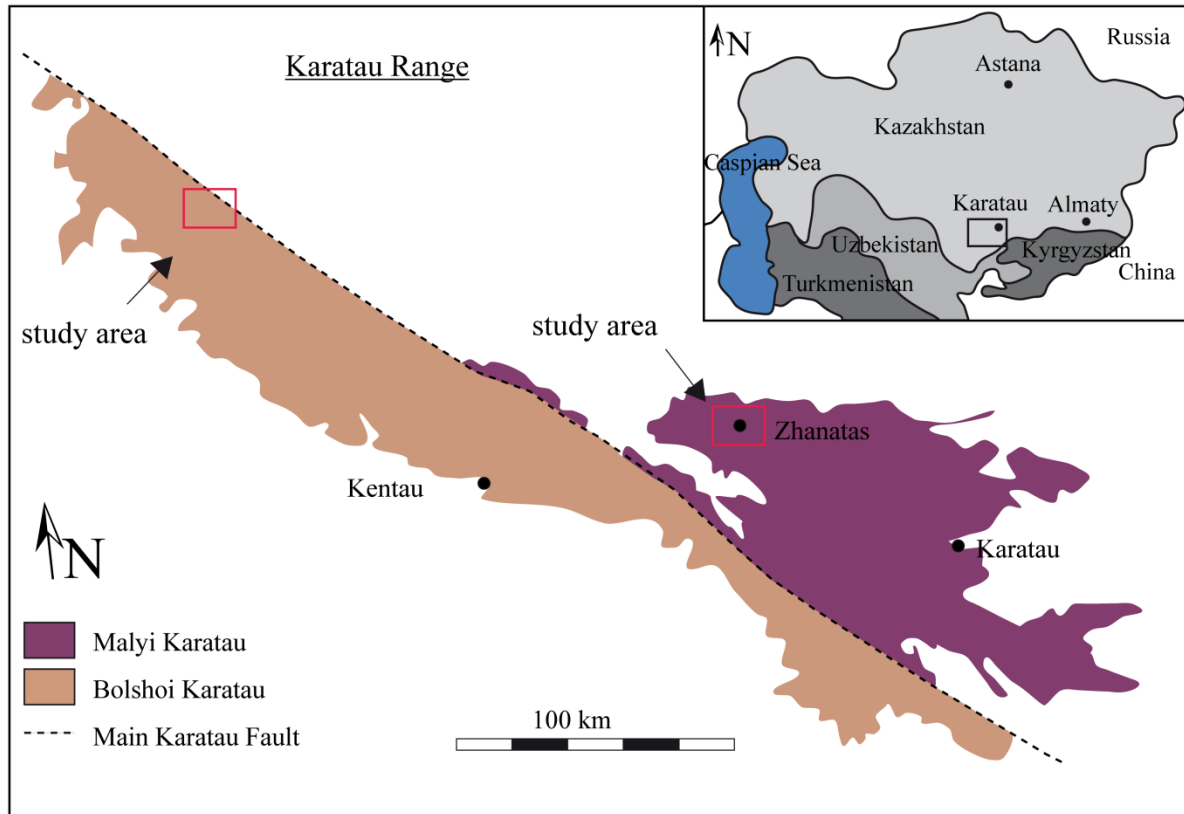 Karatau Range
N
Russia
Astana
Kazakhstan
Caspian Sea
Karatau
Almaty
Uzbekistan
Kyrgyzstan
China
Turkmenistan
study area
study area
Zhanatas
Kentau
Karatau
N
Malyi Karatau
Bolshoi Karatau
Main Karatau Fault
100 km